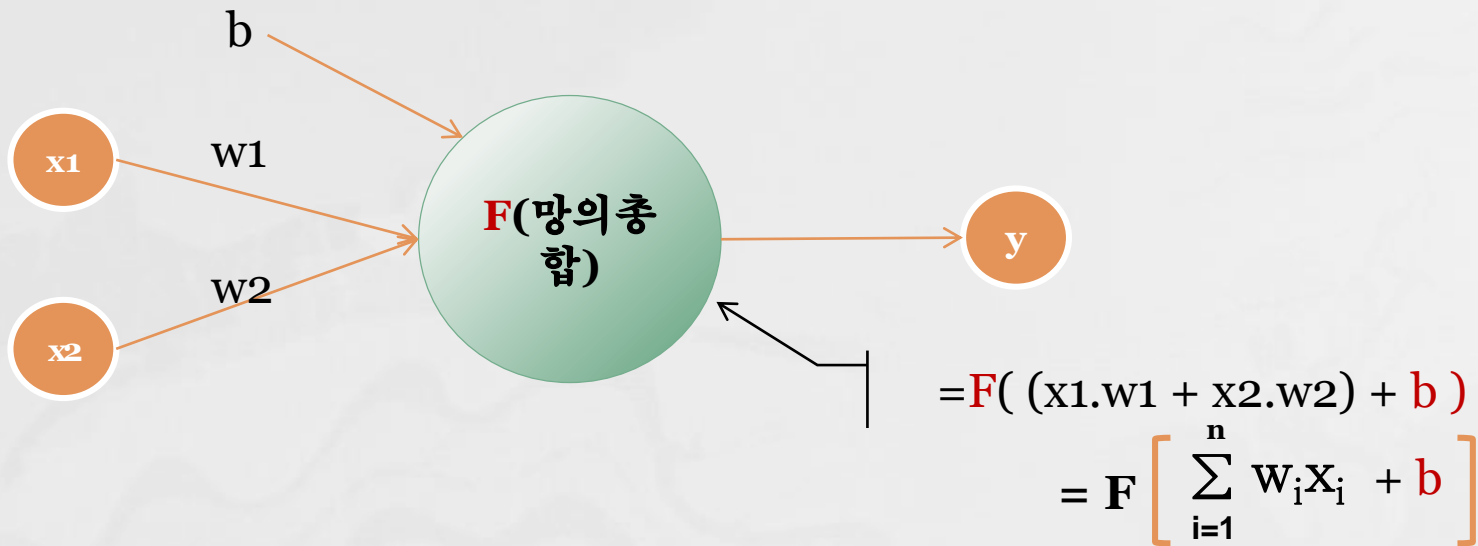 b
x1
w1
F(망의총
합)
y
w2
x2
=F( (x1.w1 + x2.w2) + b )
n
= F [ ∑ wᵢxᵢ + b ]
i=1